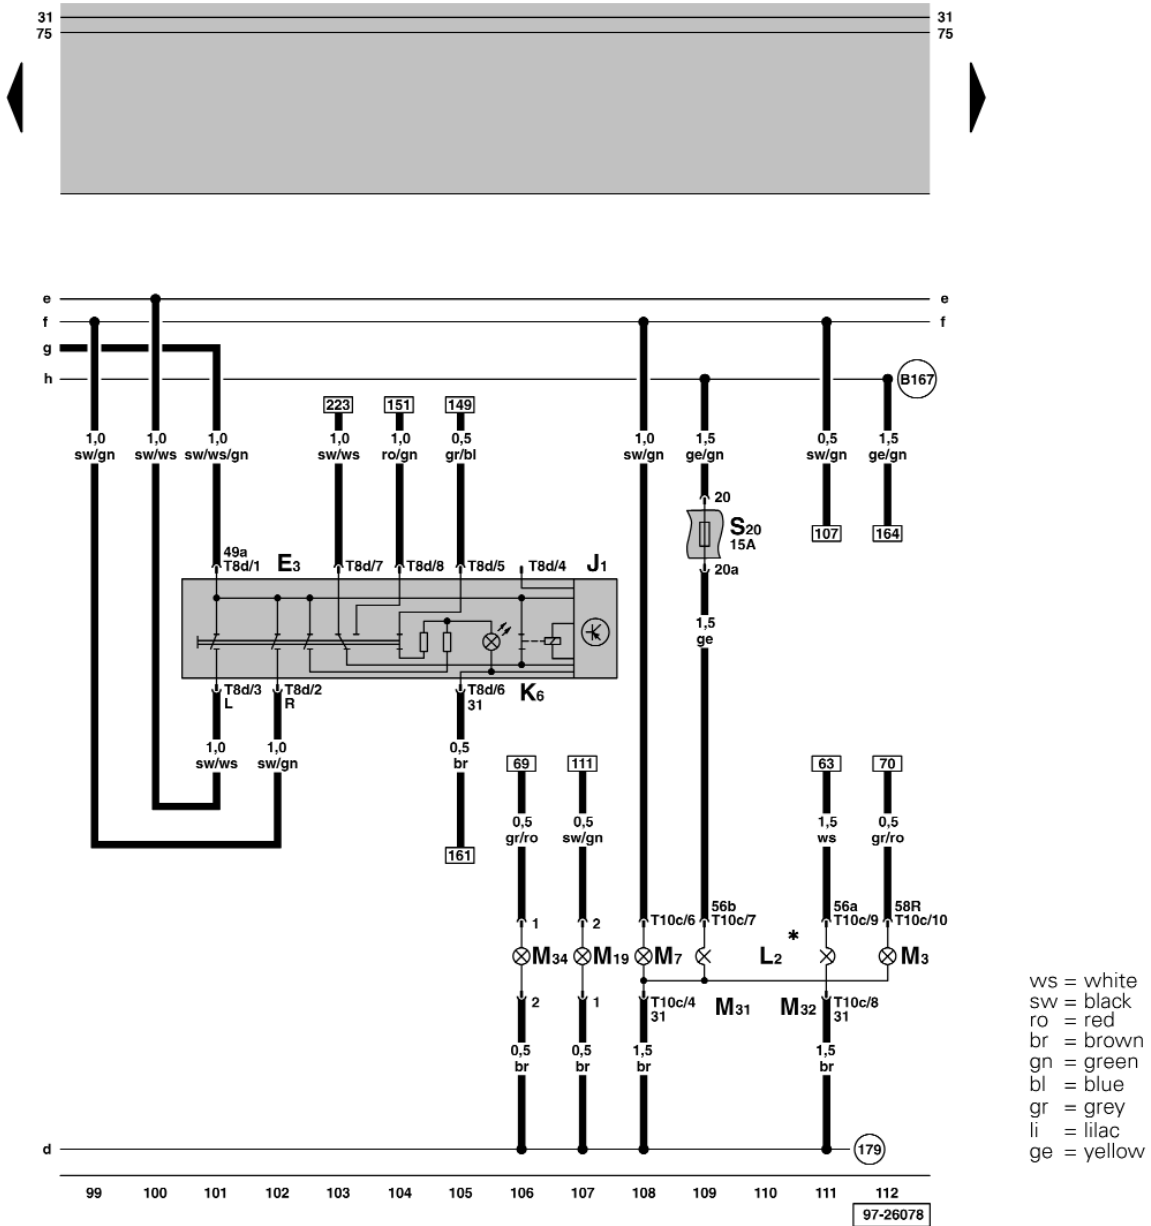 31 31
75 75
e e
f f
g
h B167
223 151 149
1,0 1,0 1,0 1,0 1,0 0,5 1,0 1,5 0,5 1,5
sw/gn sw/ws sw/ws/gn sw/ws ro/gn gr/bl sw/gn ge/gn sw/gn ge/gn
20
S20
15A
107 164
49a
T8d/1 E3 T8d/7 T8d/8 T8d/5 T8d/4 J1
20a
1,5
ge
T8d/3 T8d/2 T8d/6 K6
L R 31
1,0 1,0 0,5
sw/ws sw/gn br
69 111 63 70
0,5 0,5 1,5 0,5
gr/ro sw/gn ws gr/ro
161
56b 56a 58R
1 2 T10c/6 T10c/7 T10c/9 T10c/10
*
M34 M19 M7 L2 M3
2 1 T10c/4 M31 M32 T10c/8
31 31
0,5 0,5 1,5 1,5
br br br br
d 179
99 100 101 102 103 104 105 106 107 108 109 110 111 112
97-26078
ws = white
sw = black
ro = red
br = brown
gn = green
bl = blue
gr = grey
li = lilac
ge = yellow